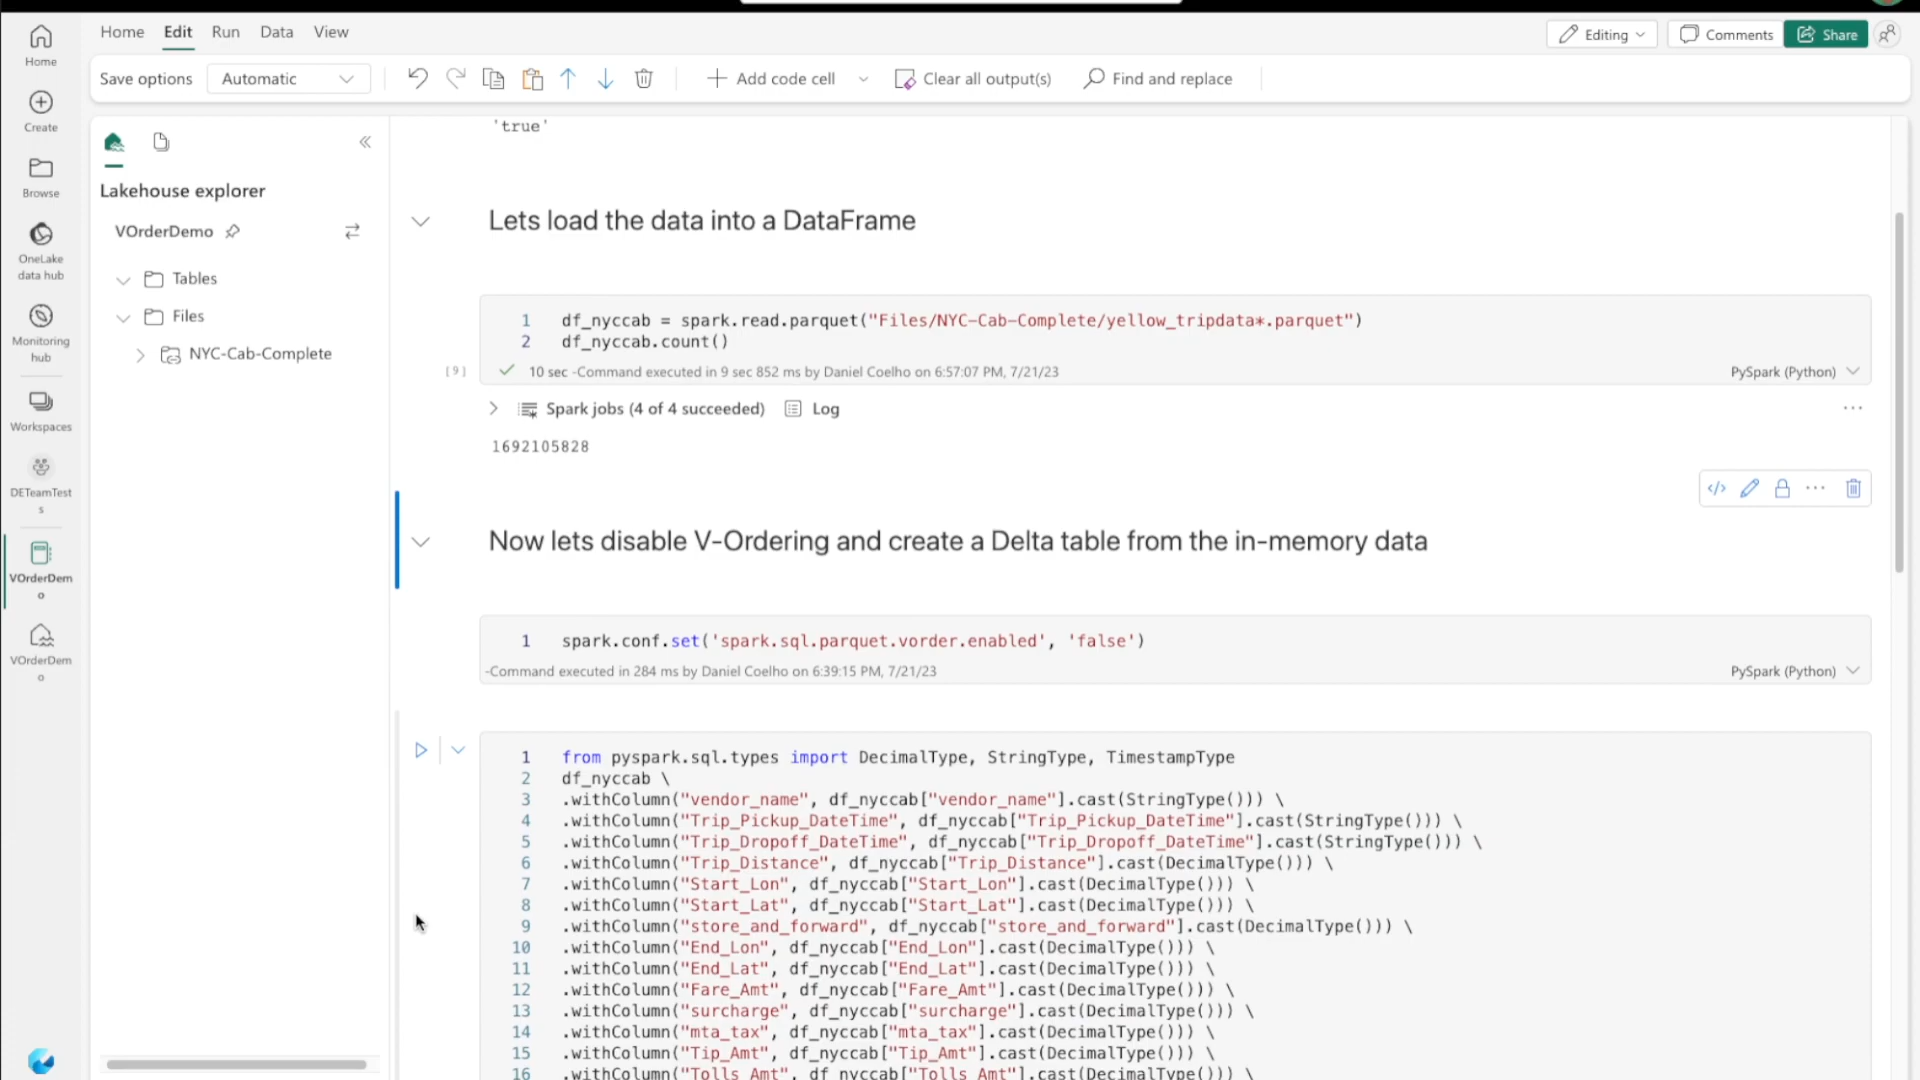 Home Edit Run Data View
Editing Comments Share
Save options Automatic Add code cell Clear all output(s) Find and replace
Home
Create
Browse
OneLake
data hub
Monitoring
hub
Workspaces
DETeamTest
s
VOrderDem
o
VOrderDem
o
Lakehouse explorer
VOrderDemo
Tables
Files
NYC-Cab-Complete
'true'
Lets load the data into a DataFrame
1 df_nyccab = spark.read.parquet("Files/NYC-Cab-Complete/yellow_tripdata*.parquet")
2 df_nyccab.count()
[9] 10 sec -Command executed in 9 sec 852 ms by Daniel Coelho on 6:57:07 PM, 7/21/23 PySpark (Python)
Spark jobs (4 of 4 succeeded) Log
1692105828
Now lets disable V-Ordering and create a Delta table from the in-memory data
1 spark.conf.set('spark.sql.parquet.vorder.enabled', 'false')
-Command executed in 284 ms by Daniel Coelho on 6:39:15 PM, 7/21/23 PySpark (Python)
1 from pyspark.sql.types import DecimalType, StringType, TimestampType
2 df_nyccab \
3 .withColumn("vendor_name", df_nyccab["vendor_name"].cast(StringType())) \
4 .withColumn("Trip_Pickup_DateTime", df_nyccab["Trip_Pickup_DateTime"].cast(StringType())) \
5 .withColumn("Trip_Dropoff_DateTime", df_nyccab["Trip_Dropoff_DateTime"].cast(StringType())) \
6 .withColumn("Trip_Distance", df_nyccab["Trip_Distance"].cast(DecimalType())) \
7 .withColumn("Start_Lon", df_nyccab["Start_Lon"].cast(DecimalType())) \
8 .withColumn("Start_Lat", df_nyccab["Start_Lat"].cast(DecimalType())) \
9 .withColumn("store_and_forward", df_nyccab["store_and_forward"].cast(DecimalType())) \
10 .withColumn("End_Lon", df_nyccab["End_Lon"].cast(DecimalType())) \
11 .withColumn("End_Lat", df_nyccab["End_Lat"].cast(DecimalType())) \
12 .withColumn("Fare_Amt", df_nyccab["Fare_Amt"].cast(DecimalType())) \
13 .withColumn("surcharge", df_nyccab["surcharge"].cast(DecimalType())) \
14 .withColumn("mta_tax", df_nyccab["mta_tax"].cast(DecimalType())) \
15 .withColumn("Tip_Amt", df_nyccab["Tip_Amt"].cast(DecimalType())) \
16 .withColumn("Tolls_Amt", df_nyccab["Tolls_Amt"].cast(DecimalType())) \